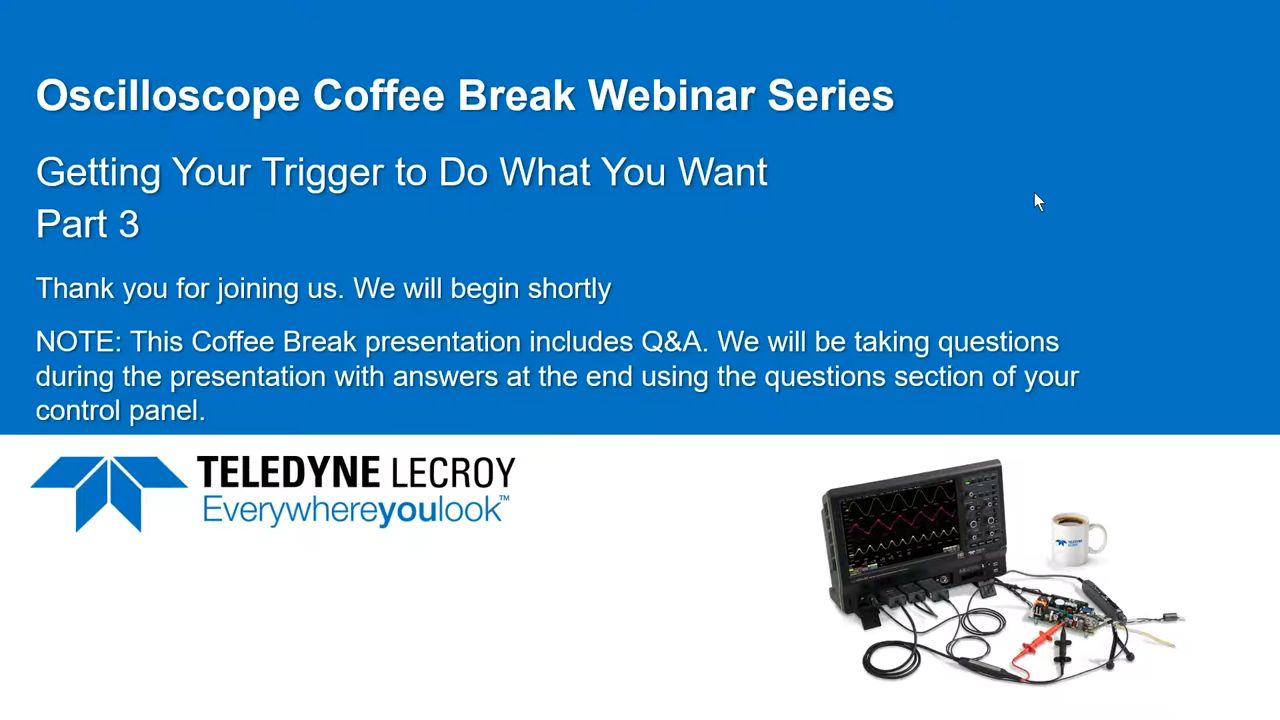 Oscilloscope Coffee Break Webinar Series
Getting Your Trigger to Do What You Want
Part 3
Thank you for joining us. We will begin shortly
NOTE: This Coffee Break presentation includes Q&A. We will be taking questions
during the presentation with answers at the end using the questions section of your
control panel.
TELEDYNE LECROY
Everywhereyoulook™
TELEDYNE